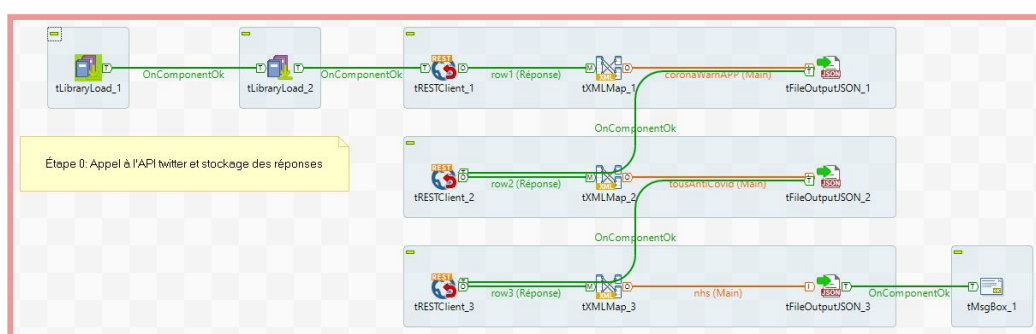 OnComponentOk
OnComponentOk
row1 (Réponse)
coronaWarnAPP (Main)
tLibraryLoad_1
tLibraryLoad_2
tRESTClient_1
tXMLMap_1
tFileOutputJSON_1
OnComponentOk
Étape 0: Appel à l'API twitter et stockage des réponses
row2 (Réponse)
tousAntiCovid (Main)
tRESTClient_2
tXMLMap_2
tFileOutputJSON_2
OnComponentOk
row3 (Réponse)
nhs (Main)
OnComponentOk
tRESTClient_3
tXMLMap_3
tFileOutputJSON_3
tMsgBox_1